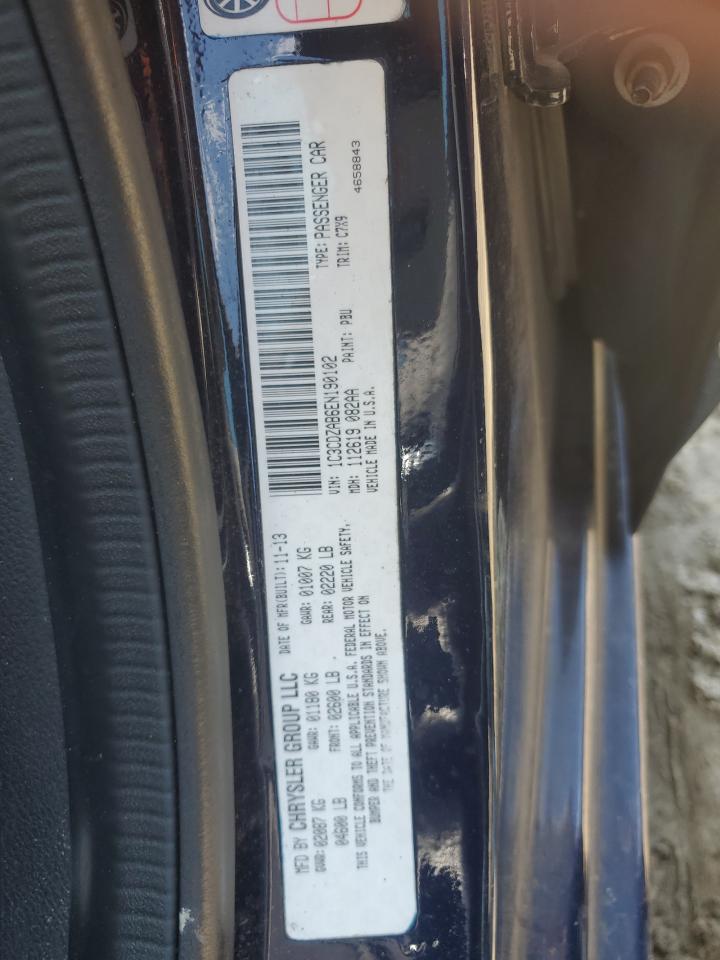 MFD BY CHRYSLER GROUP LLC DATE OF MFR(BUILT): 11-13
GVWR: 02087 KG GAWR: 01180 KG GAWR: 01007 KG
04600 LB FRONT: 02600 LB REAR: 02220 LB
THIS VEHICLE CONFORMS TO ALL APPLICABLE U.S.A. FEDERAL MOTOR VEHICLE SAFETY,
BUMPER AND THEFT PREVENTION STANDARDS IN EFFECT ON
THE DATE OF MANUFACTURE SHOWN ABOVE.
VIN: 1C3CDZAB6EN190102 TYPE: PASSENGER CAR
MDH: 112619 082AA PAINT: PBU TRIM: C7X9
VEHICLE MADE IN U.S.A. 4658843